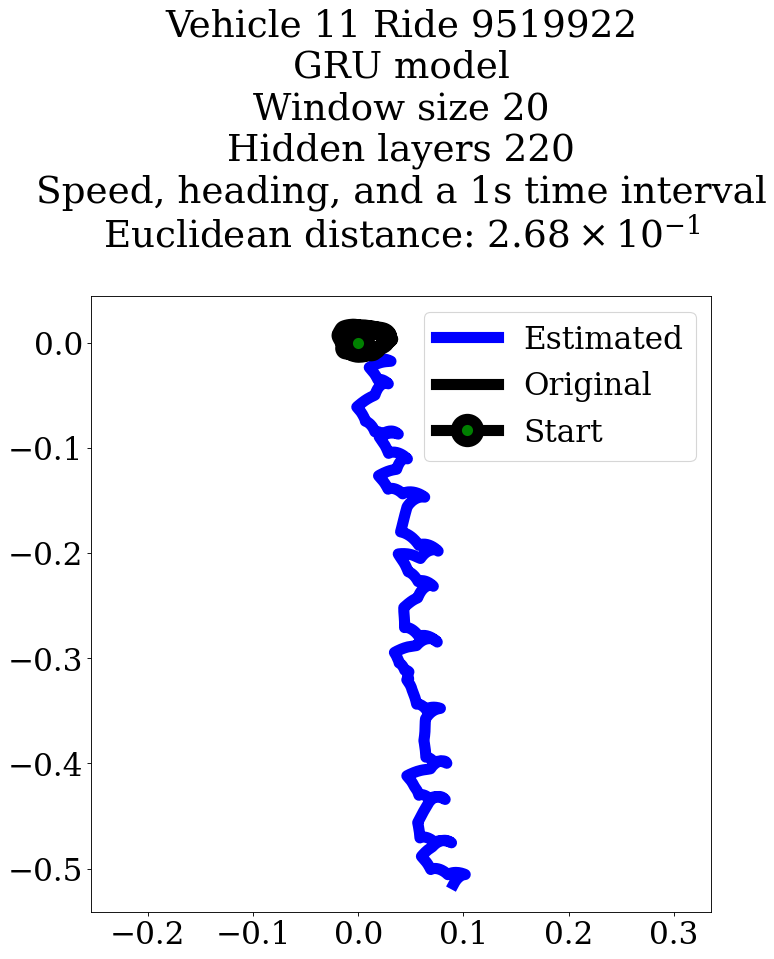 Vehicle 11 Ride 9519922
GRU model
Window size 20
Hidden layers 220
Speed, heading, and a 1s time interval
Euclidean distance: 2.68 × 10⁻¹
Estimated
Original
Start
0.0
−0.1
−0.2
−0.3
−0.4
−0.5
−0.2 −0.1 0.0 0.1 0.2 0.3